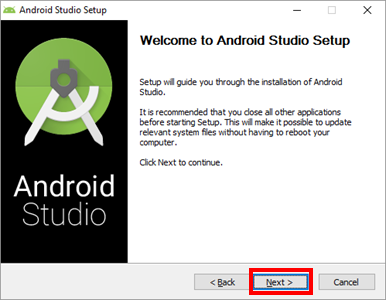 Android Studio Setup
Welcome to Android Studio Setup
Setup will guide you through the installation of Android
Studio.
It is recommended that you close all other applications
before starting Setup. This will make it possible to update
relevant system files without having to reboot your
computer.
Click Next to continue.
Android
Studio
< Back
Next >
Cancel